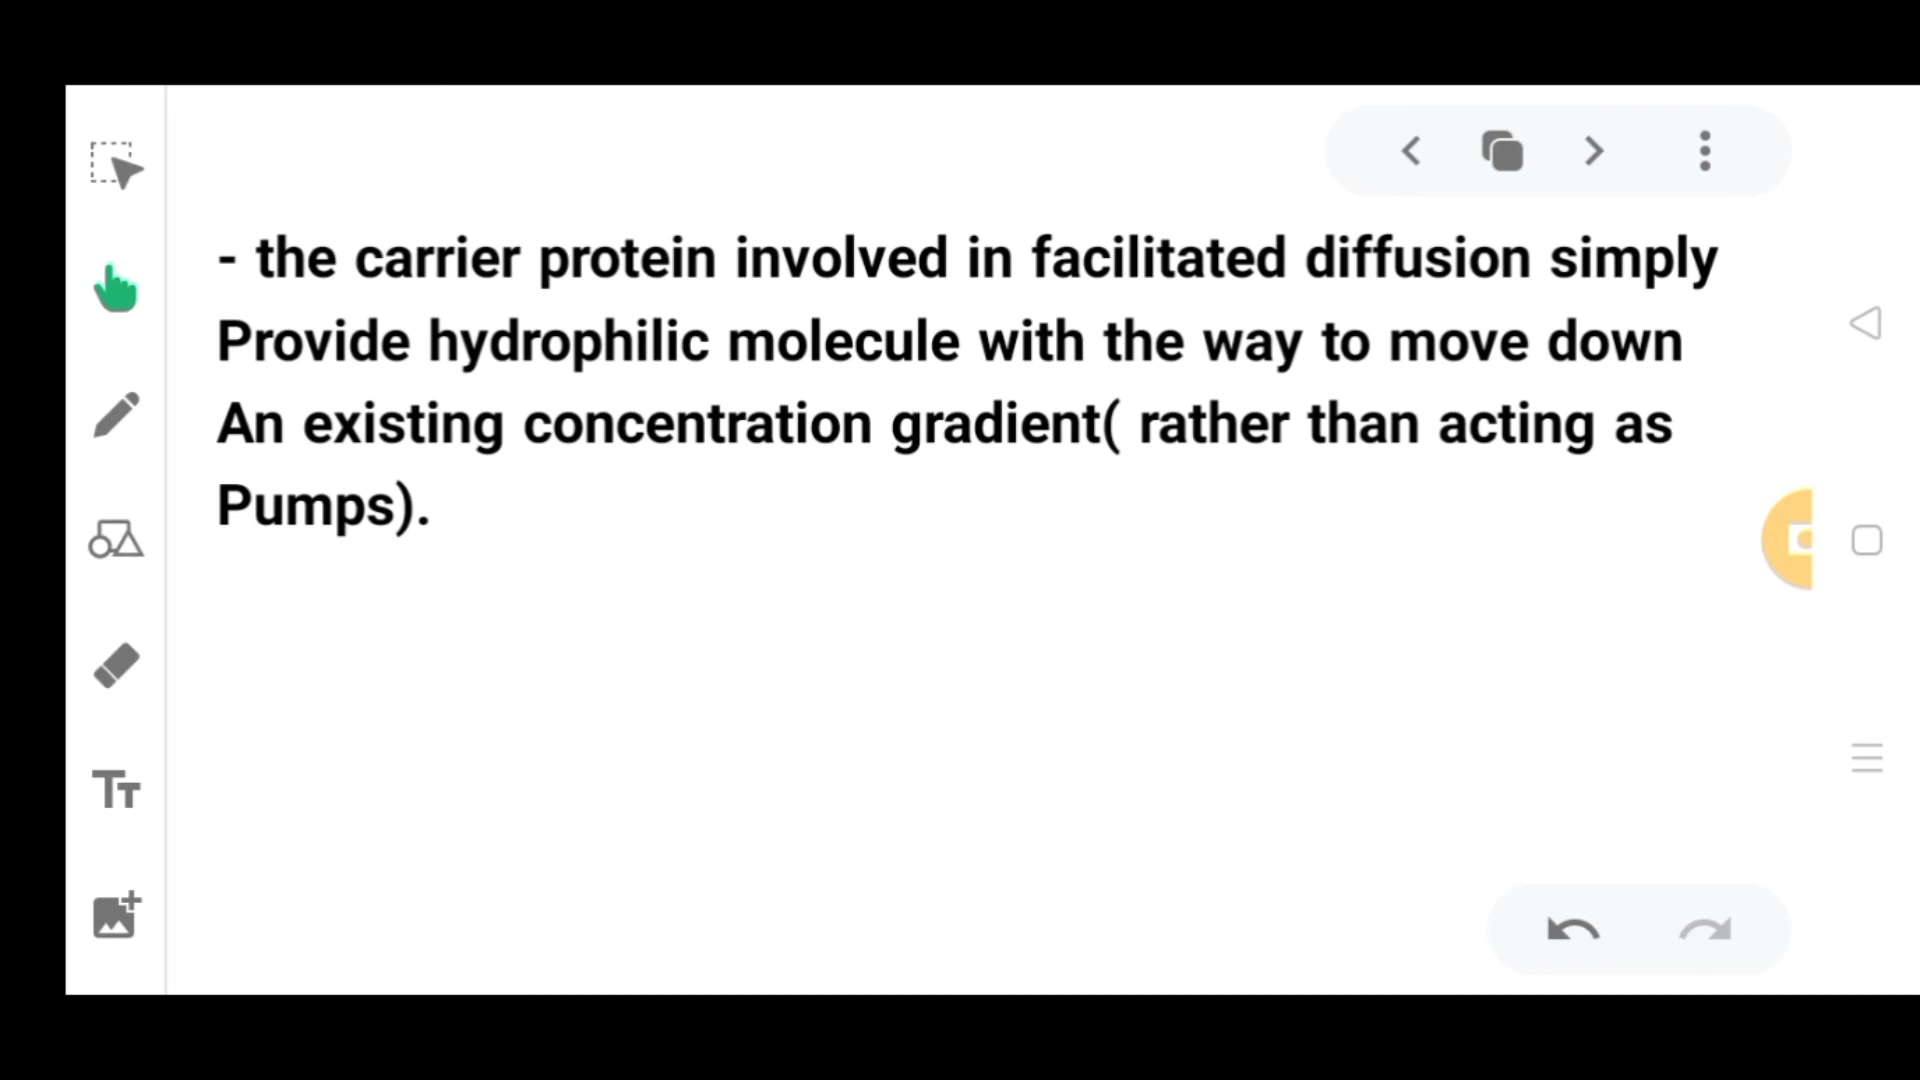 - the carrier protein involved in facilitated diffusion simply
Provide hydrophilic molecule with the way to move down
An existing concentration gradient( rather than acting as
Pumps).